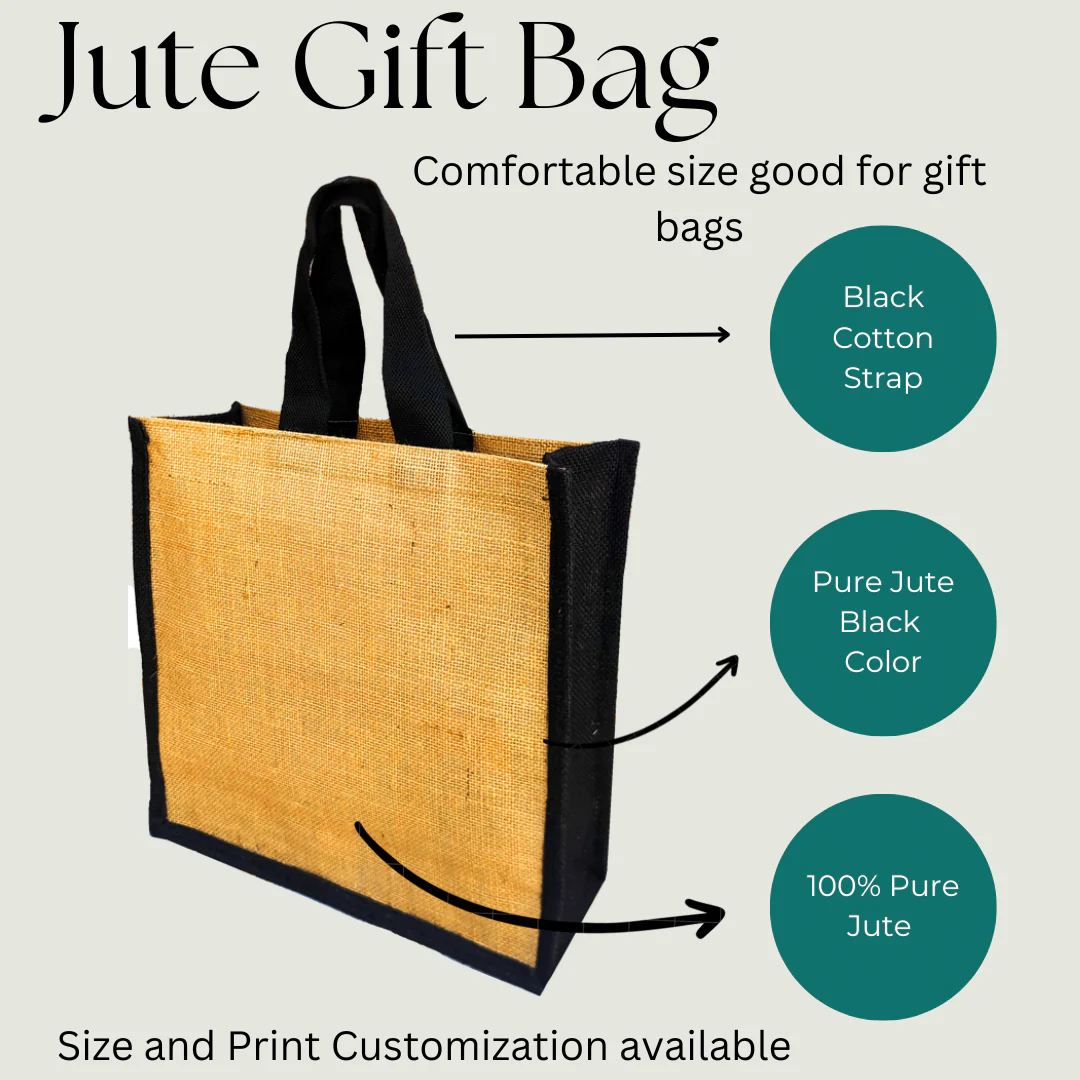 Jute Gift Bag
Comfortable size good for gift
bags
Black
Cotton
Strap
Pure Jute
Black
Color
100% Pure
Jute
Size and Print Customization available